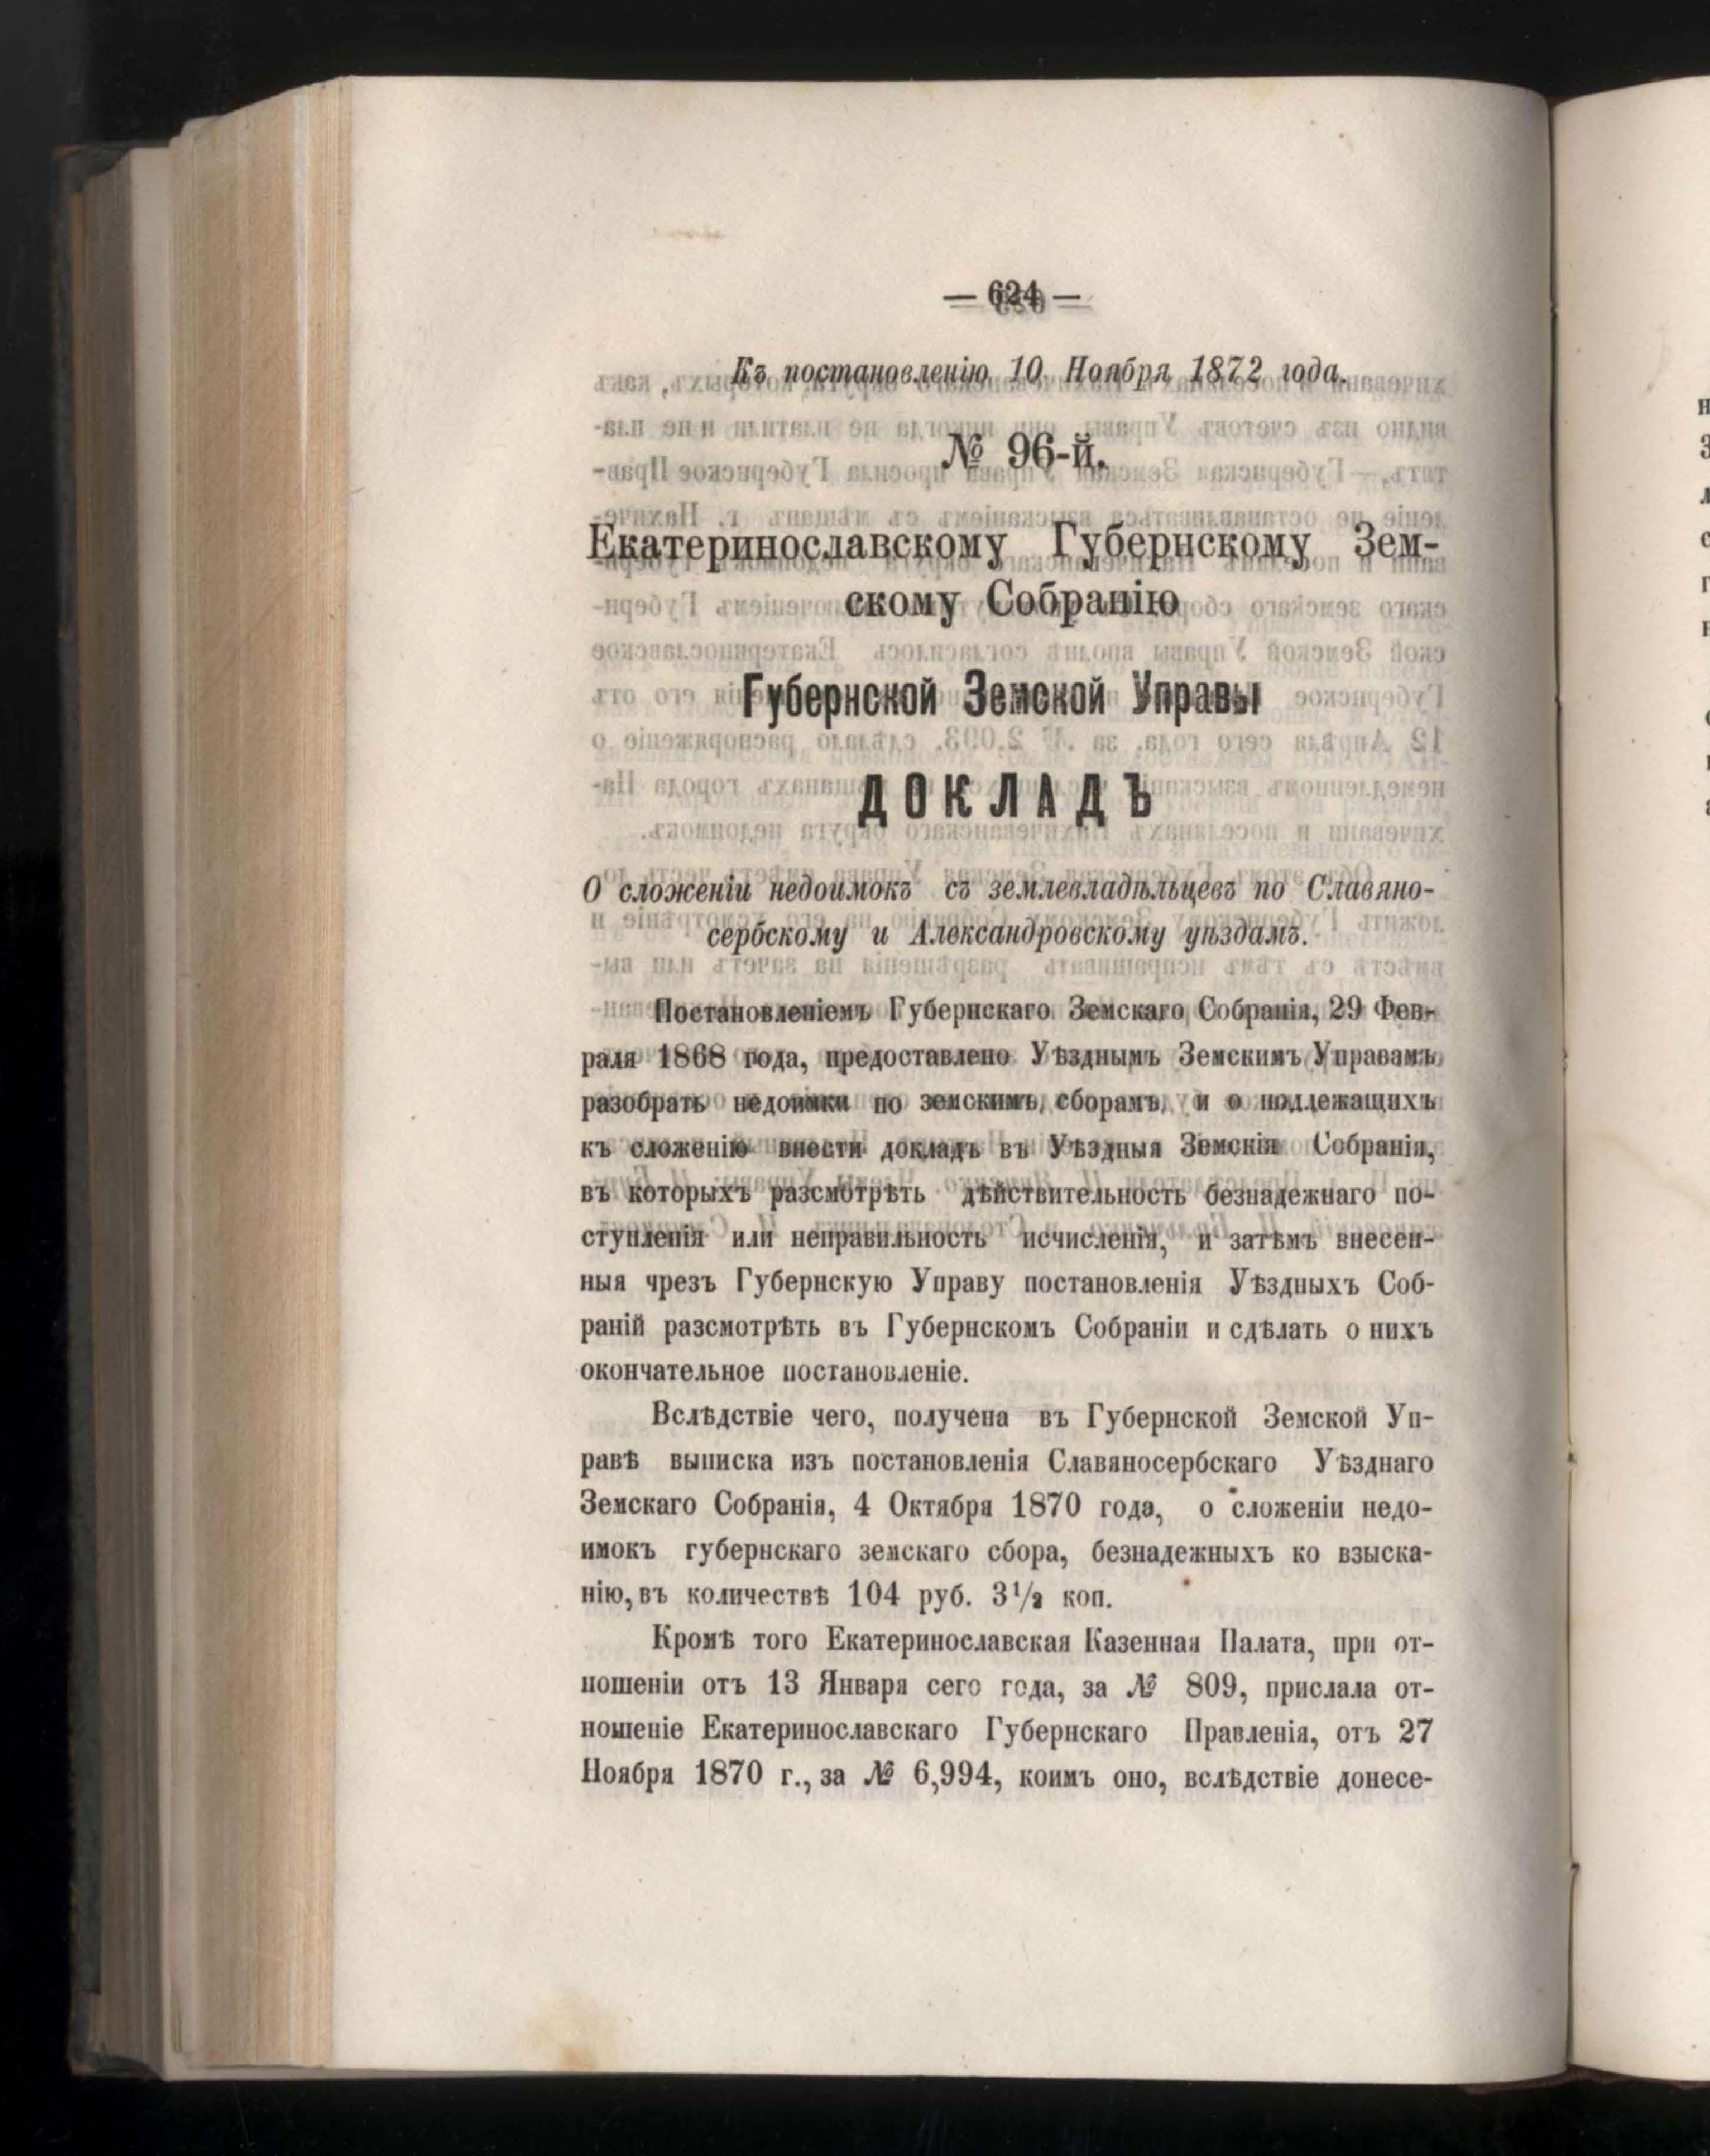 — 624 —
Къ постановленію 10 Ноября 1872 года.
№ 96-й.
Екатеринославскому Губернскому Зем-
скому Собранію
Губернской Земской Управы
ДОКЛАДЪ
О сложеніи недоимокъ съ землевладѣльцевъ по Славяно-
сербскому и Александровскому уѣздамъ.
Постановленіемъ Губернскаго Земскаго Собранія, 29 Фев-
раля 1868 года, предоставлено Уѣзднымъ Земскимъ Управамъ
разобрать недоимки по земскимъ сборамъ, и о подлежащихъ
къ сложенію внести докладъ въ Уѣздныя Земскія Собранія,
въ которыхъ разсмотрѣть дѣйствительность безнадежнаго по-
ступленія или неправильность исчисленія, и затѣмъ внесен-
ныя чрезъ Губернскую Управу постановленія Уѣздныхъ Соб-
раній разсмотрѣть въ Губернскомъ Собраніи и сдѣлать о нихъ
окончательное постановленіе.
Вслѣдствіе чего, получена въ Губернской Земской Уп-
равѣ выписка изъ постановленія Славяносербскаго Уѣзднаго
Земскаго Собранія, 4 Октября 1870 года, о сложеніи недо-
имокъ губернскаго земскаго сбора, безнадежныхъ ко взыска-
нію, въ количествѣ 104 руб. 3½ коп.
Кромѣ того Екатеринославская Казенная Палата, при от-
ношеніи отъ 13 Января сего года, за № 809, прислала от-
ношеніе Екатеринославскаго Губернскаго Правленія, отъ 27
Ноября 1870 г., за № 6,994, коимъ оно, вслѣдствіе донесе-